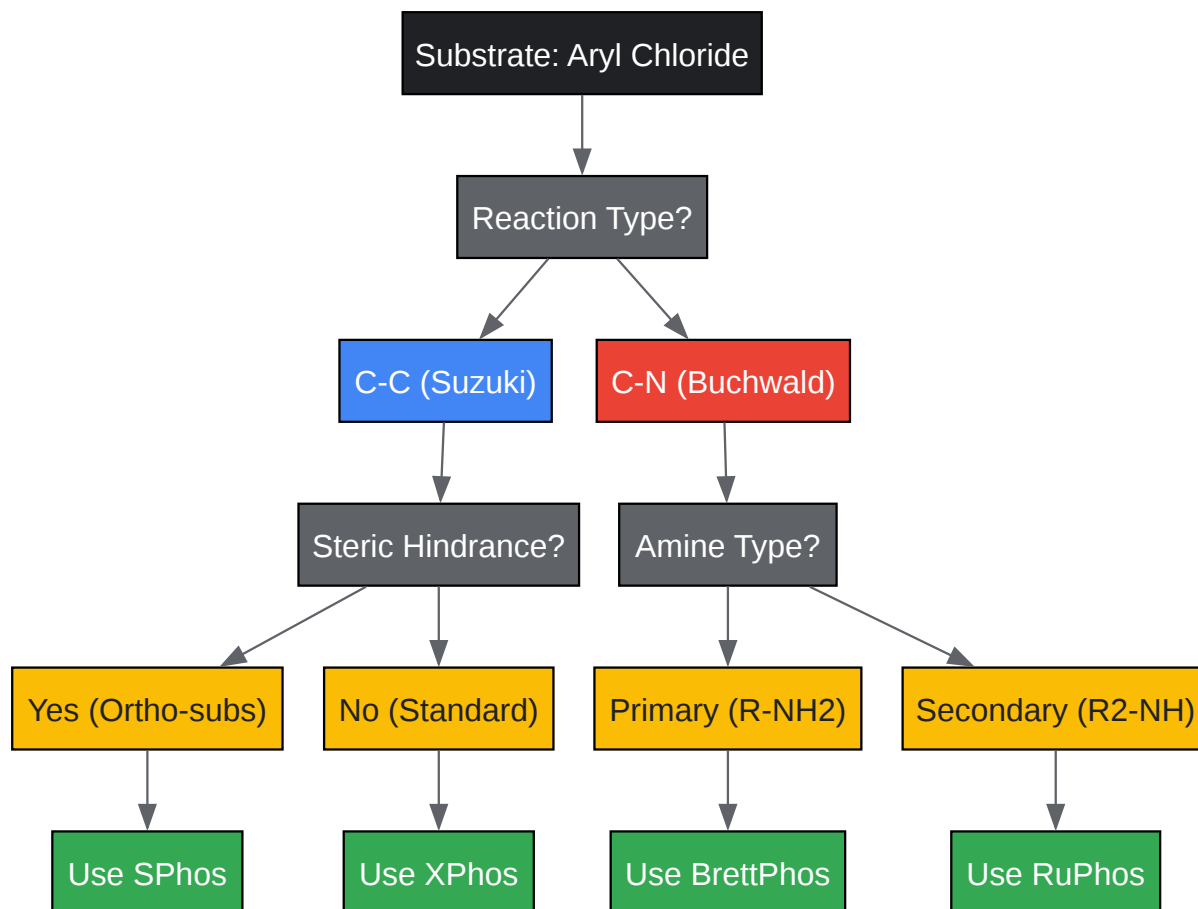 Substrate: Aryl Chloride
Reaction Type?
C-C (Suzuki)
C-N (Buchwald)
Steric Hindrance?
Amine Type?
Yes (Ortho-subs)
No (Standard)
Primary (R-NH2)
Secondary (R2-NH)
Use SPhos
Use XPhos
Use BrettPhos
Use RuPhos